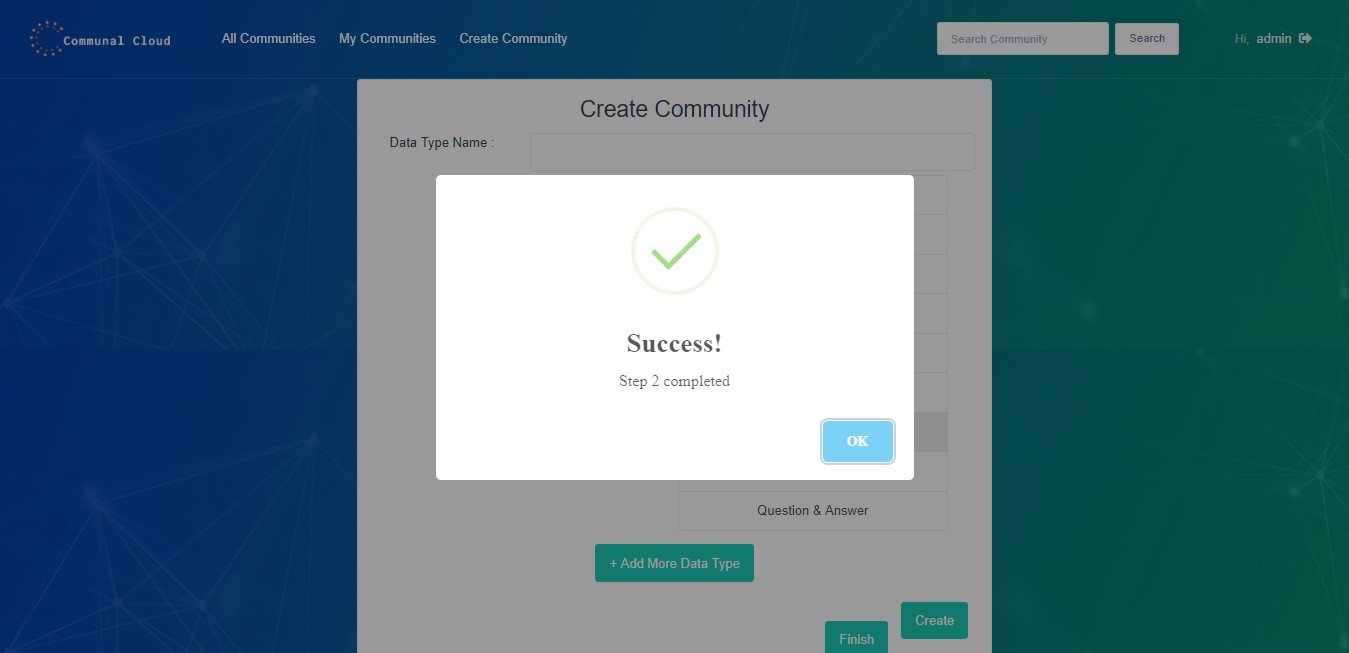 Communal Cloud
All Communities
My Communities
Create Community
Search Community
Search
Hi, admin
Create Community
Data Type Name :
Success!
Step 2 completed
OK
Question & Answer
+ Add More Data Type
Create
Finish